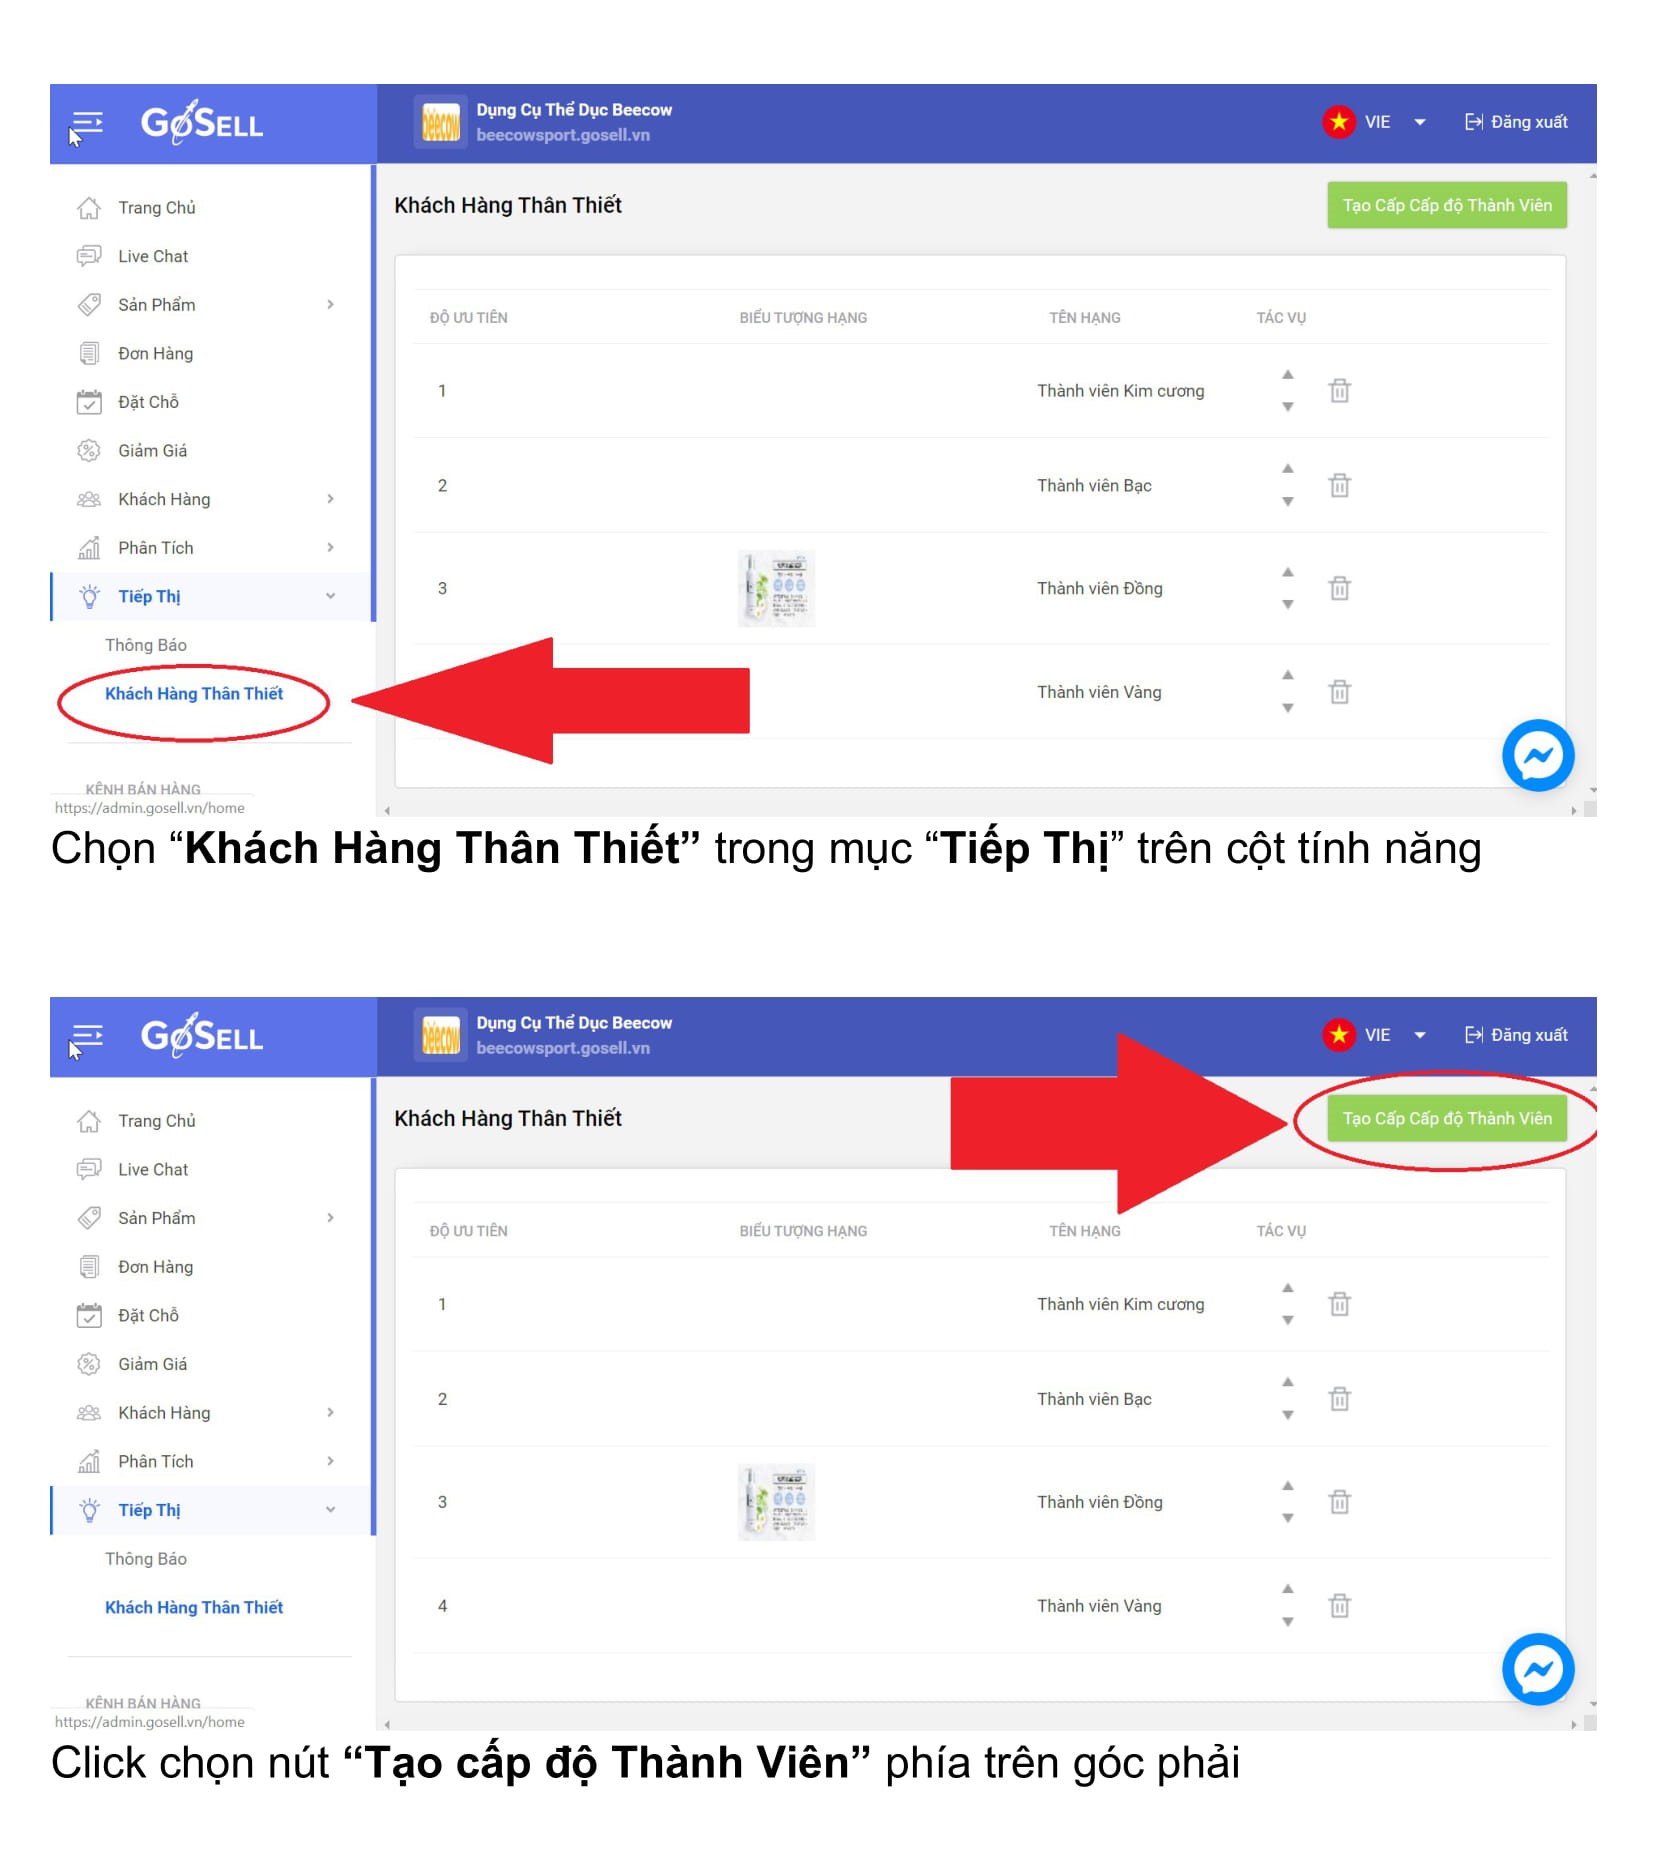 GoSELL
Dụng Cụ Thể Dục Beecow
beecowsport.gosell.vn
VIE
Đăng xuất
Trang Chủ
Live Chat
Sản Phẩm
Đơn Hàng
Đặt Chỗ
Giảm Giá
Khách Hàng
Phân Tích
Tiếp Thị
Thông Báo
Khách Hàng Thân Thiết
KÊNH BÁN HÀNG
https://admin.gosell.vn/home
Khách Hàng Thân Thiết
Tạo Cấp Cấp độ Thành Viên
ĐỘ ƯU TIÊN BIỂU TƯỢNG HẠNG TÊN HẠNG TÁC VỤ
1 Thành viên Kim cương
2 Thành viên Bạc
3 Thành viên Đồng
Thành viên Vàng
Chọn “Khách Hàng Thân Thiết” trong mục “Tiếp Thị” trên cột tính năng
GoSELL
Dụng Cụ Thể Dục Beecow
beecowsport.gosell.vn
VIE
Đăng xuất
Trang Chủ
Live Chat
Sản Phẩm
Đơn Hàng
Đặt Chỗ
Giảm Giá
Khách Hàng
Phân Tích
Tiếp Thị
Thông Báo
Khách Hàng Thân Thiết
KÊNH BÁN HÀNG
https://admin.gosell.vn/home
Khách Hàng Thân Thiết
Tạo Cấp Cấp độ Thành Viên
ĐỘ ƯU TIÊN BIỂU TƯỢNG HẠNG TÊN HẠNG TÁC VỤ
1 Thành viên Kim cương
2 Thành viên Bạc
3 Thành viên Đồng
4 Thành viên Vàng
Click chọn nút “Tạo cấp độ Thành Viên” phía trên góc phải